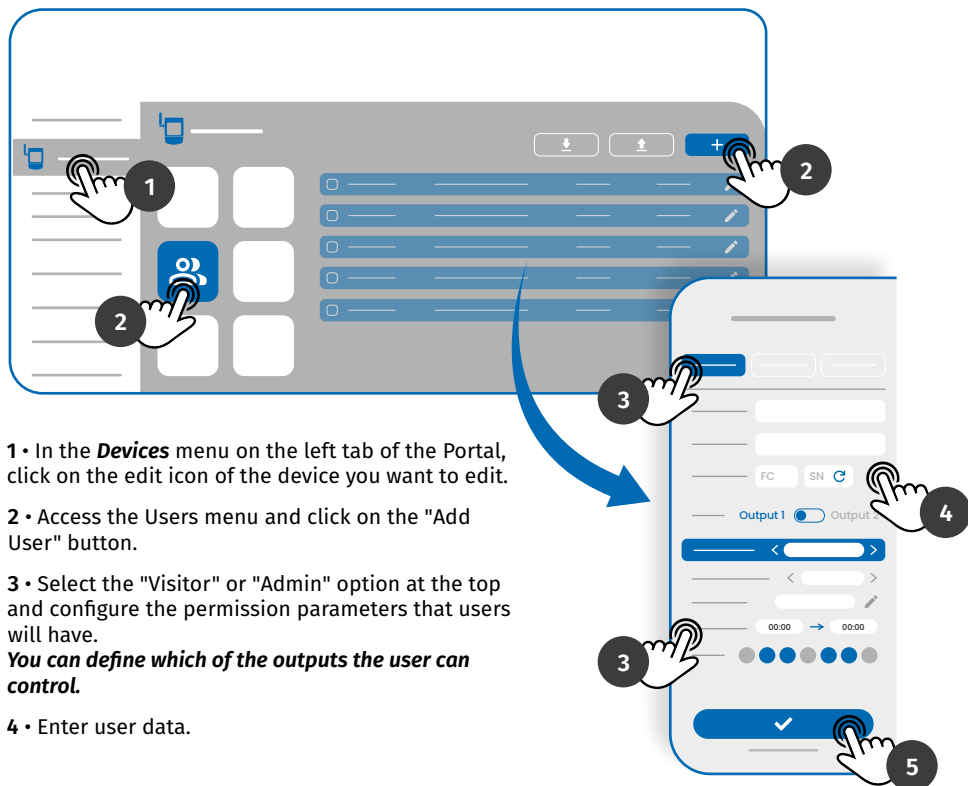 1
2
2
3
FC
SN
4
Output 1
Output 2
00:00
00:00
3
5
1 • In the Devices menu on the left tab of the Portal,
click on the edit icon of the device you want to edit.
2 • Access the Users menu and click on the "Add
User" button.
3 • Select the "Visitor" or "Admin" option at the top
and configure the permission parameters that users
will have.
You can define which of the outputs the user can
control.
4 • Enter user data.